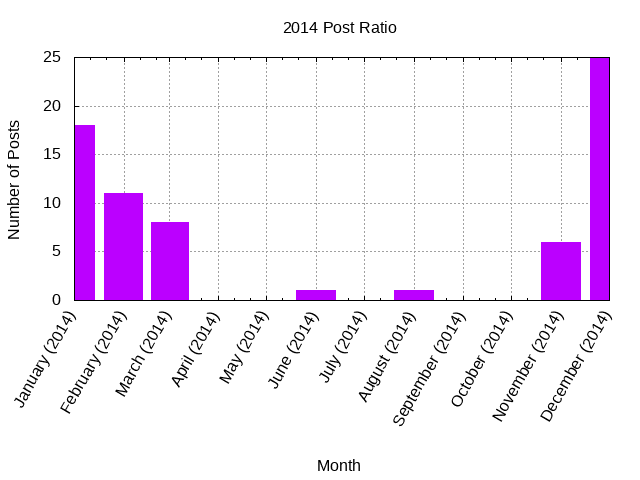 2014 Post Ratio
Number of Posts
25
20
15
10
5
0
January (2014)
February (2014)
March (2014)
April (2014)
May (2014)
June (2014)
July (2014)
August (2014)
September (2014)
October (2014)
November (2014)
December (2014)
Month